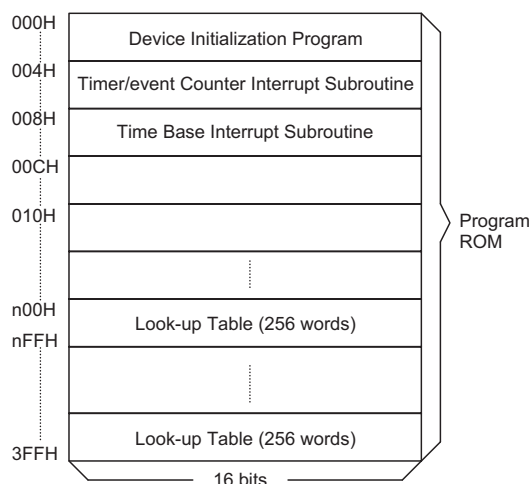 000H
Device Initialization Program
004H
Timer/event Counter Interrupt Subroutine
008H
Time Base Interrupt Subroutine
00CH
010H
Program
ROM
n00H
Look-up Table (256 words)
nFFH
Look-up Table (256 words)
3FFH
16 bits